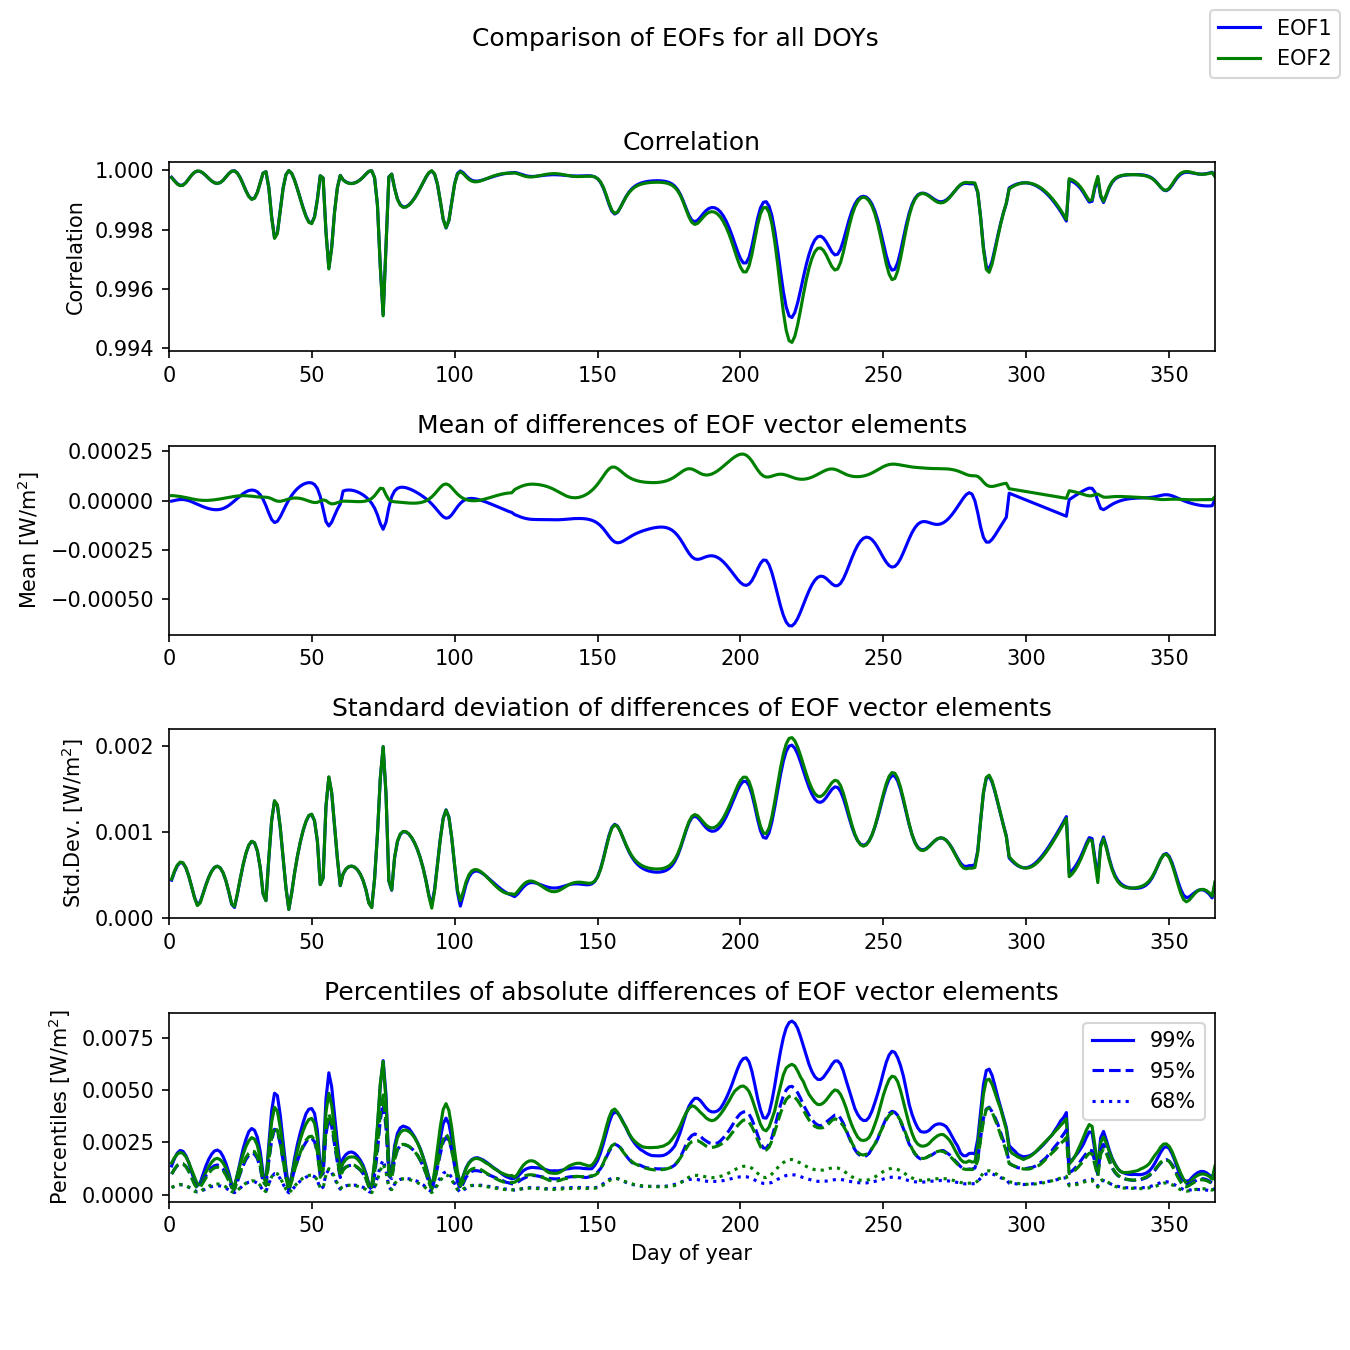 Comparison of EOFs for all DOYs
EOF1
EOF2
Correlation
Correlation
1.000
0.998
0.996
0.994
0 50 100 150 200 250 300 350
Mean of differences of EOF vector elements
Mean [W/m²]
0.00025
0.00000
−0.00025
−0.00050
0 50 100 150 200 250 300 350
Standard deviation of differences of EOF vector elements
Std.Dev. [W/m²]
0.002
0.001
0.000
0 50 100 150 200 250 300 350
Percentiles of absolute differences of EOF vector elements
Percentiles [W/m²]
0.0075
0.0050
0.0025
0.0000
99%
95%
68%
0 50 100 150 200 250 300 350
Day of year